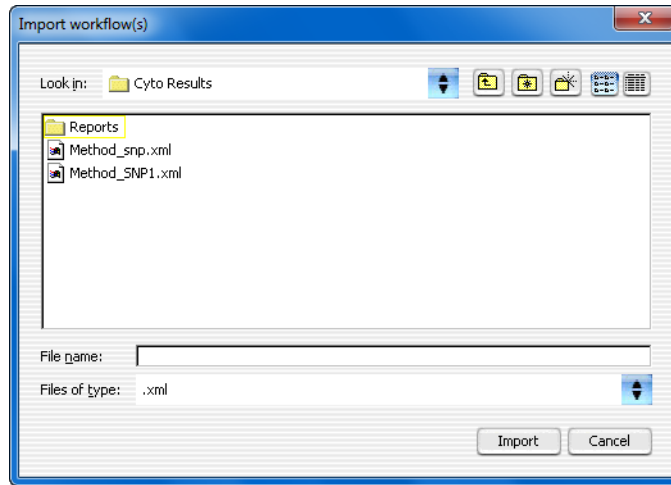 Import workflow(s)
Look in: Cyto Results
Reports
Method_snp.xml
Method_SNP1.xml
File name:
Files of type: .xml
Import Cancel